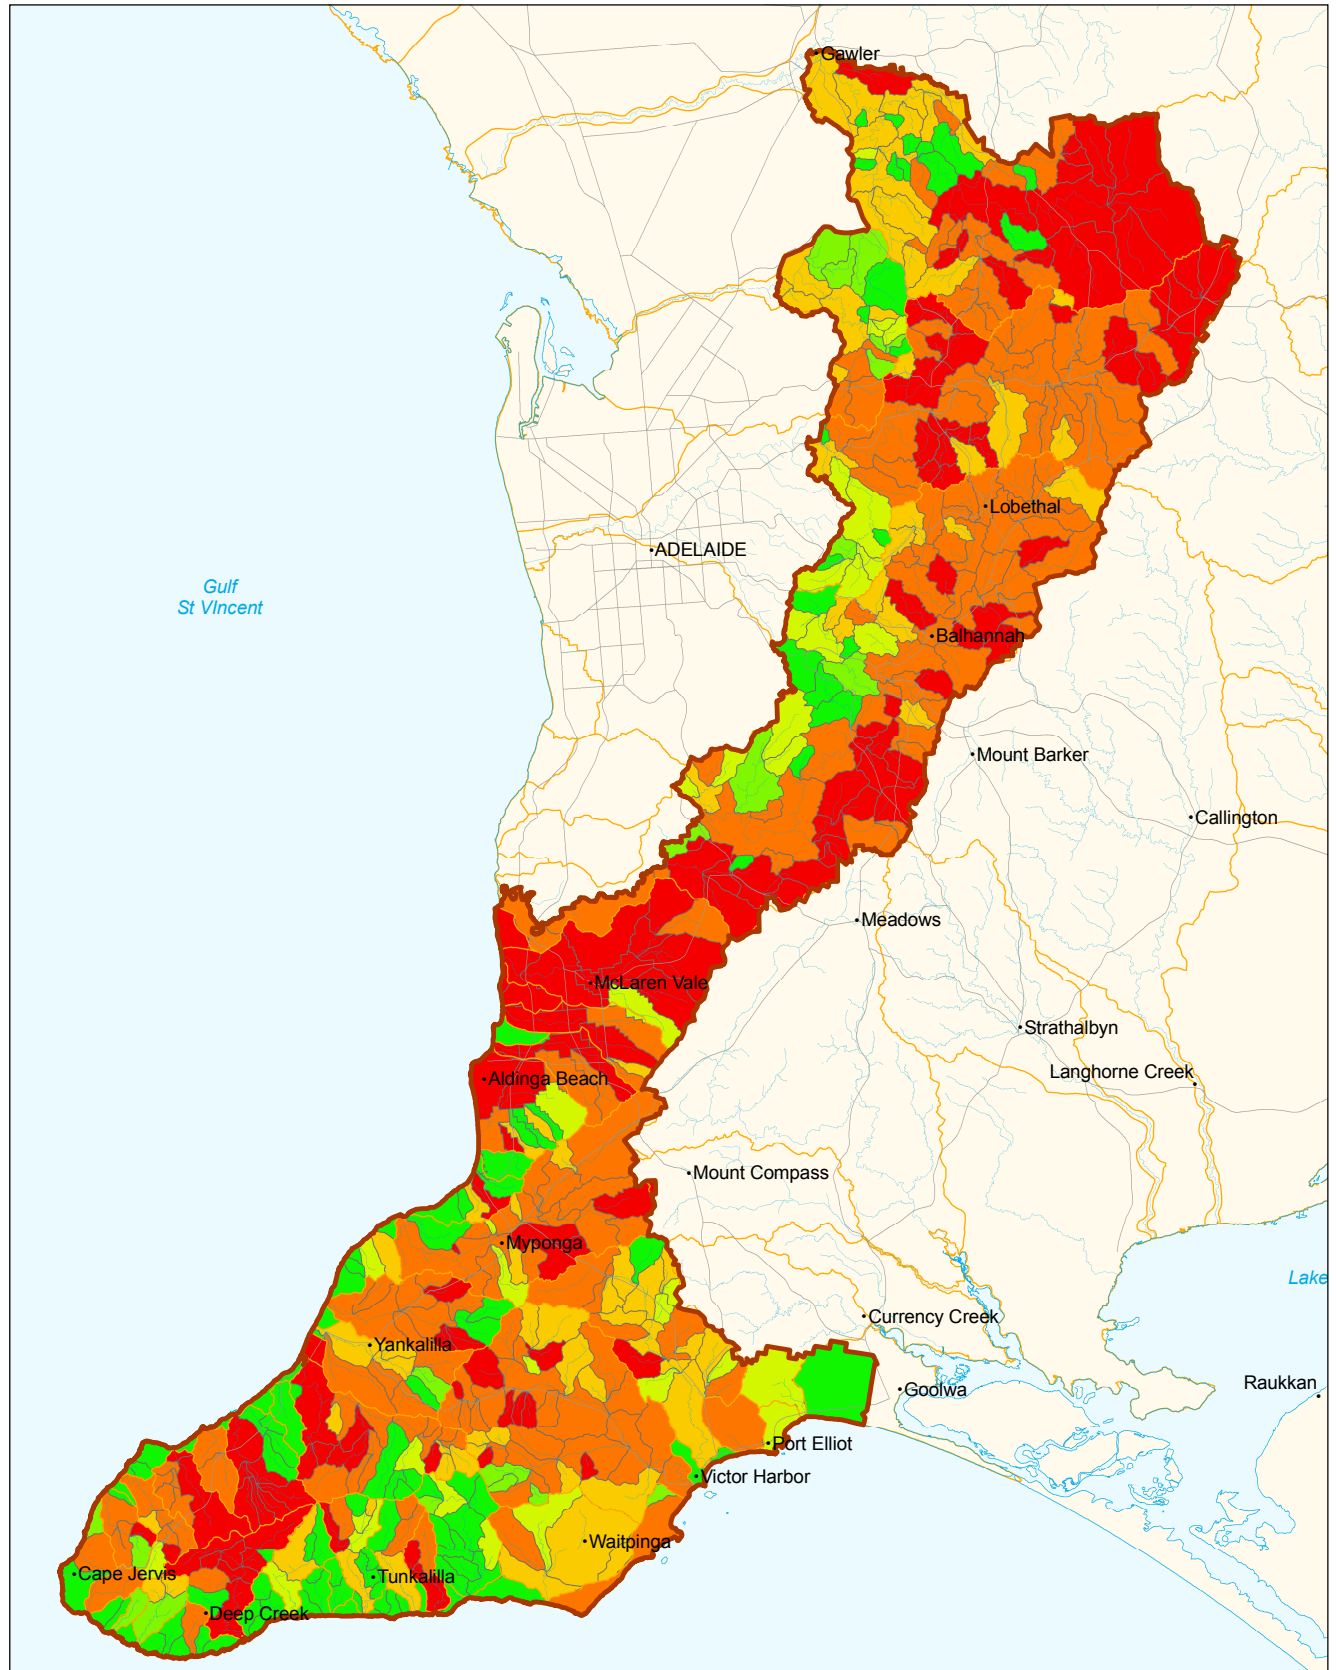 Gawler
Lobethal
ADELAIDE
Gulf
St VIncent
Balhannah
Mount Barker
Callington
Meadows
McLaren Vale
Strathalbyn
Langhorne Creek
Aldinga Beach
Mount Compass
Myponga
Lake
Currency Creek
Yankalilla
Raukkan
Goolwa
Port Elliot
Victor Harbor
Waitpinga
Cape Jervis
Tunkalilla
Deep Creek